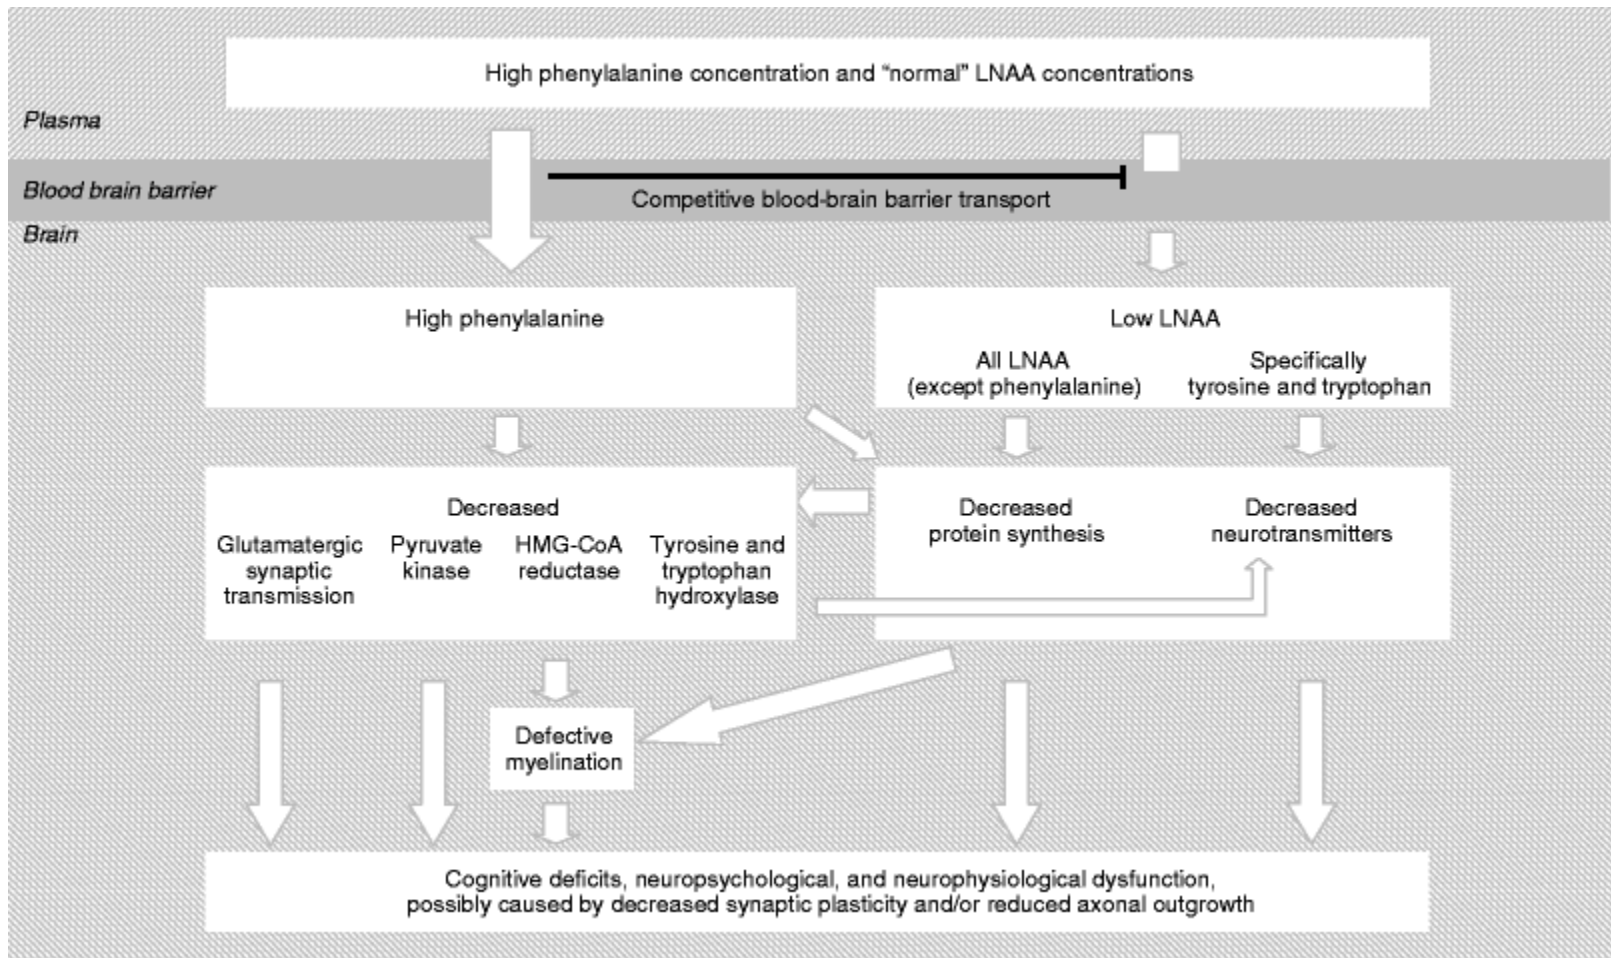 High phenylalanine concentration and “normal” LNAA concentrations
Plasma
Blood brain barrier
Competitive blood-brain barrier transport
Brain
High phenylalanine
Low LNAA
All LNAA
(except phenylalanine)
Specifically
tyrosine and tryptophan
Decreased
Glutamatergic
synaptic
transmission
Pyruvate
kinase
HMG-CoA
reductase
Tyrosine and
tryptophan
hydroxylase
Decreased
protein synthesis
Decreased
neurotransmitters
Defective
myelination
Cognitive deficits, neuropsychological, and neurophysiological dysfunction,
possibly caused by decreased synaptic plasticity and/or reduced axonal outgrowth